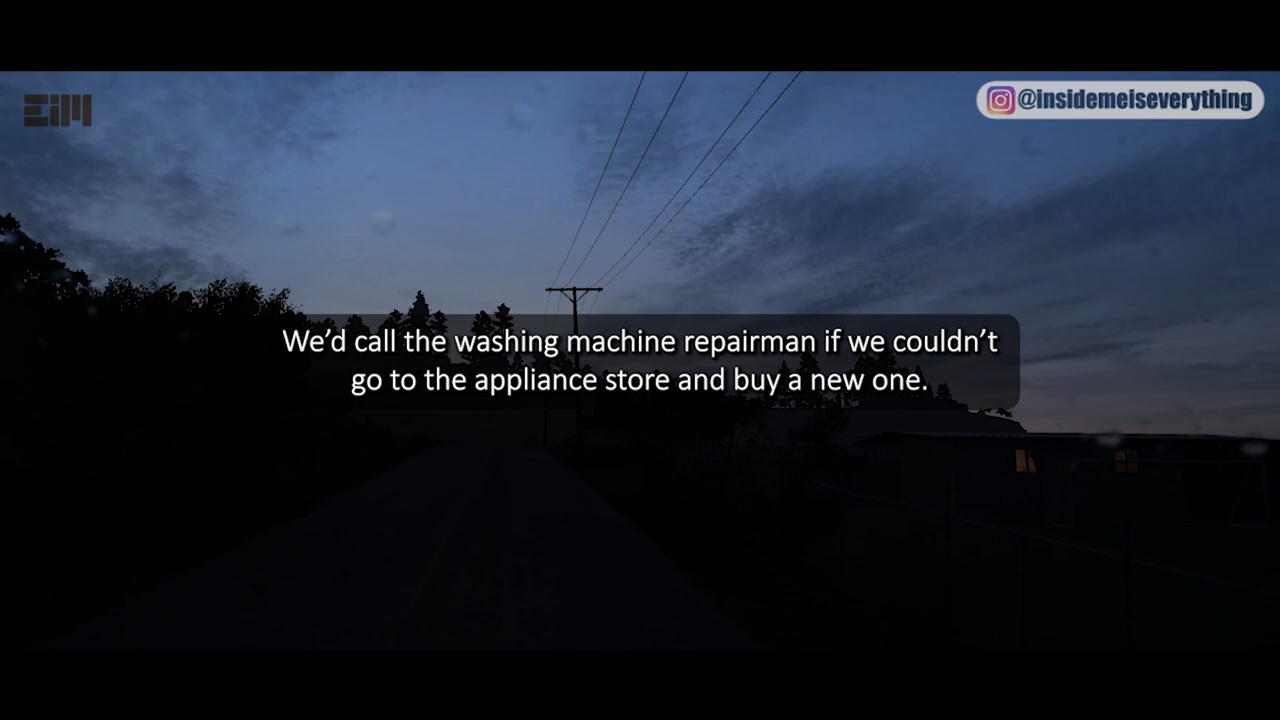 EiM
@insidemeiseverything
We’d call the washing machine repairman if we couldn’t
go to the appliance store and buy a new one.